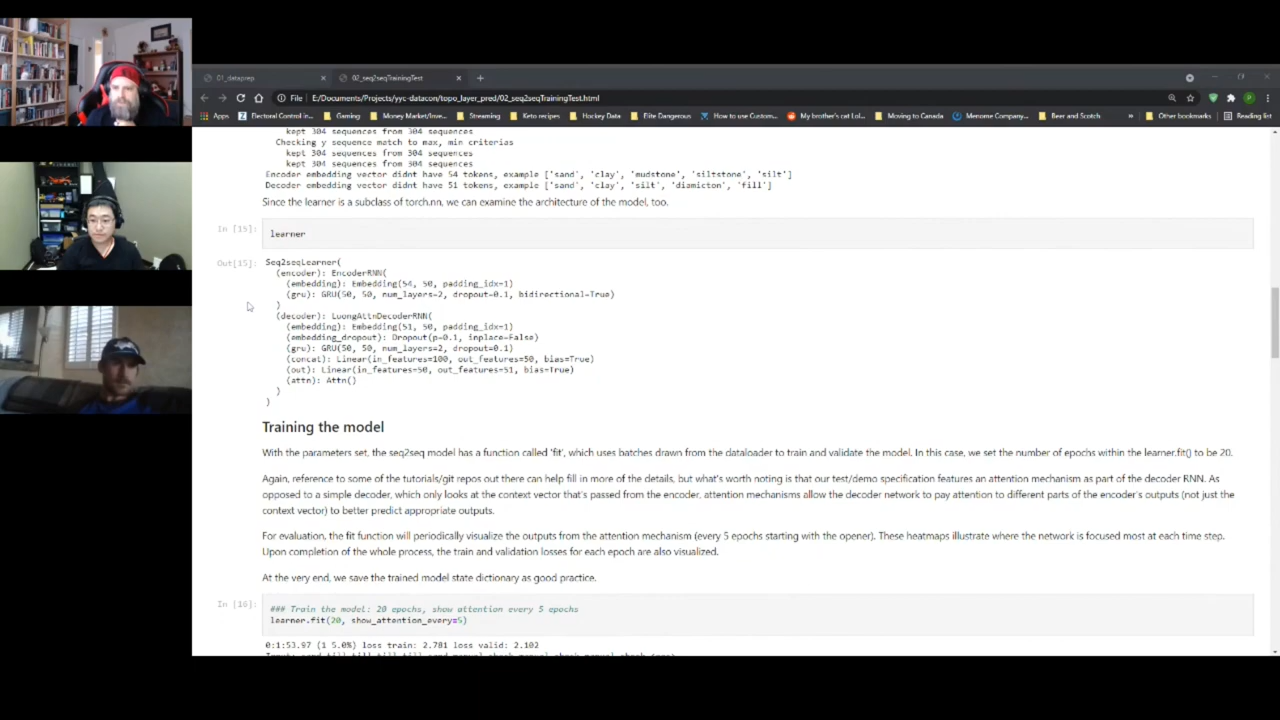 01_dataprep
02_seq2seqTrainingTest
File | E:/Documents/Projects/yyc-datacon/topo_layer_pred/02_seq2seqTrainingTest.html
Apps Electoral Control in... Gaming Money Market/Inve... Streaming Keto recipes Hockey Data Elite Dangerous How to use Custom... My brother's cat Lol... Moving to Canada Menome Company... Beer and Scotch » Other bookmarks Reading list
kept 304 sequences from 304 sequences
Checking y sequence match to max, min criterias
kept 304 sequences from 304 sequences
kept 304 sequences from 304 sequences
Encoder embedding vector didnt have 54 tokens, example ['sand', 'clay', 'mudstone', 'siltstone', 'silt']
Decoder embedding vector didnt have 51 tokens, example ['sand', 'clay', 'silt', 'diamicton', 'fill']
Since the learner is a subclass of torch.nn, we can examine the architecture of the model, too.
In [15]: learner
Out[15]: Seq2seqLearner(
(encoder): EncoderRNN(
(embedding): Embedding(54, 50, padding_idx=1)
(gru): GRU(50, 50, num_layers=2, dropout=0.1, bidirectional=True)
)
(decoder): LuongAttnDecoderRNN(
(embedding): Embedding(51, 50, padding_idx=1)
(embedding_dropout): Dropout(p=0.1, inplace=False)
(gru): GRU(50, 50, num_layers=2, dropout=0.1)
(concat): Linear(in_features=100, out_features=50, bias=True)
(out): Linear(in_features=50, out_features=51, bias=True)
(attn): Attn()
)
)
Training the model
With the parameters set, the seq2seq model has a function called 'fit', which uses batches drawn from the dataloader to train and validate the model. In this case, we set the number of epochs within the learner.fit() to be 20.
Again, reference to some of the tutorials/git repos out there can help fill in more of the details, but what's worth noting is that our test/demo specification features an attention mechanism as part of the decoder RNN. As
opposed to a simple decoder, which only looks at the context vector that's passed from the encoder, attention mechanisms allow the decoder network to pay attention to different parts of the encoder's outputs (not just the
context vector) to better predict appropriate outputs.
For evaluation, the fit function will periodically visualize the outputs from the attention mechanism (every 5 epochs starting with the opener). These heatmaps illustrate where the network is focused most at each time step.
Upon completion of the whole process, the train and validation losses for each epoch are also visualized.
At the very end, we save the trained model state dictionary as good practice.
In [16]: ### Train the model: 20 epochs, show attention every 5 epochs
learner.fit(20, show_attention_every=5)
0:1:53.97 (1 5.0%) loss train: 2.781 loss valid: 2.102